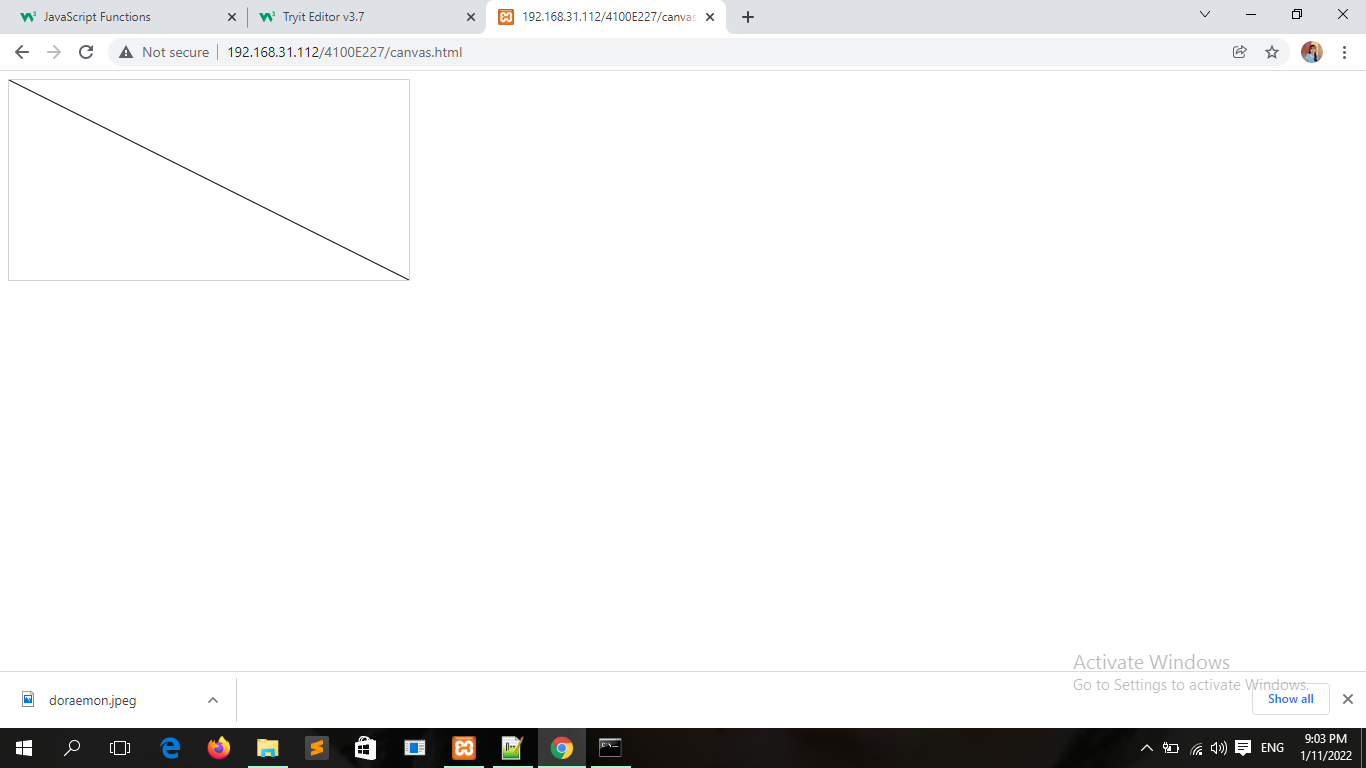 JavaScript Functions
Tryit Editor v3.7
192.168.31.112/4100E227/canvas
Not secure
192.168.31.112/4100E227/canvas.html
Activate Windows
Go to Settings to activate Windows.
doraemon.jpeg
Show all
ENG
9:03 PM
1/11/2022